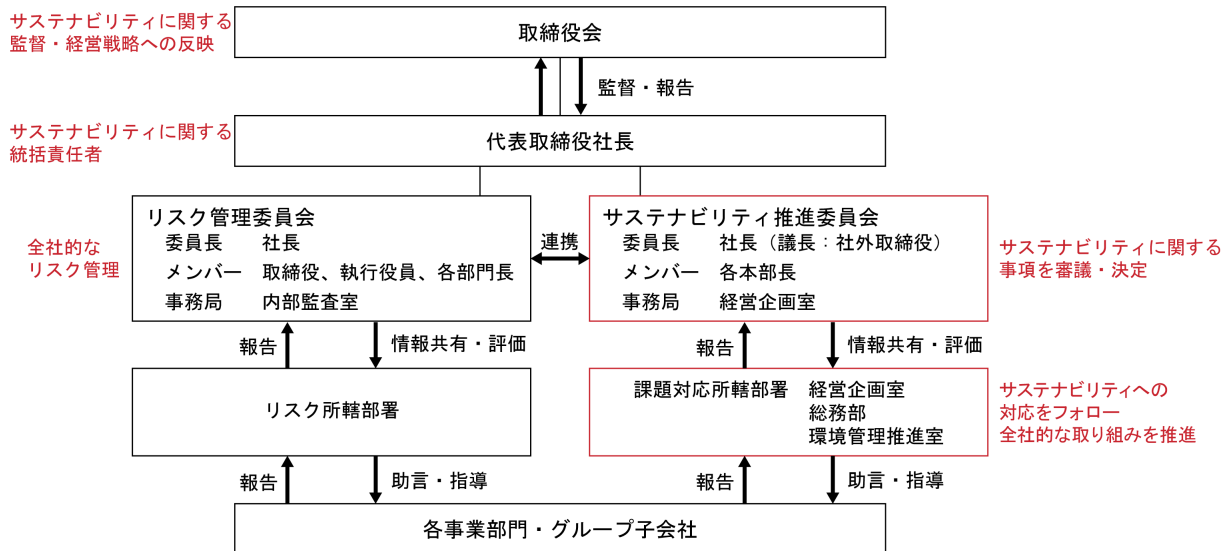 サステナビリティに関する
監督・経営戦略への反映
取締役会
監督・報告
サステナビリティに関する
統括責任者
代表取締役社長
全社的な
リスク管理
リスク管理委員会
委員長 社長
メンバー 取締役、執行役員、各部門長
事務局 内部監査室
連携
サステナビリティ推進委員会
委員長 社長（議長：社外取締役）
メンバー 各本部長
事務局 経営企画室
サステナビリティに関する
事項を審議・決定
報告
情報共有・評価
報告
情報共有・評価
リスク所轄部署
課題対応所轄部署 経営企画室
総務部
環境管理推進室
サステナビリティへの
対応をフォロー
全社的な取り組みを推進
報告
助言・指導
報告
助言・指導
各事業部門・グループ子会社